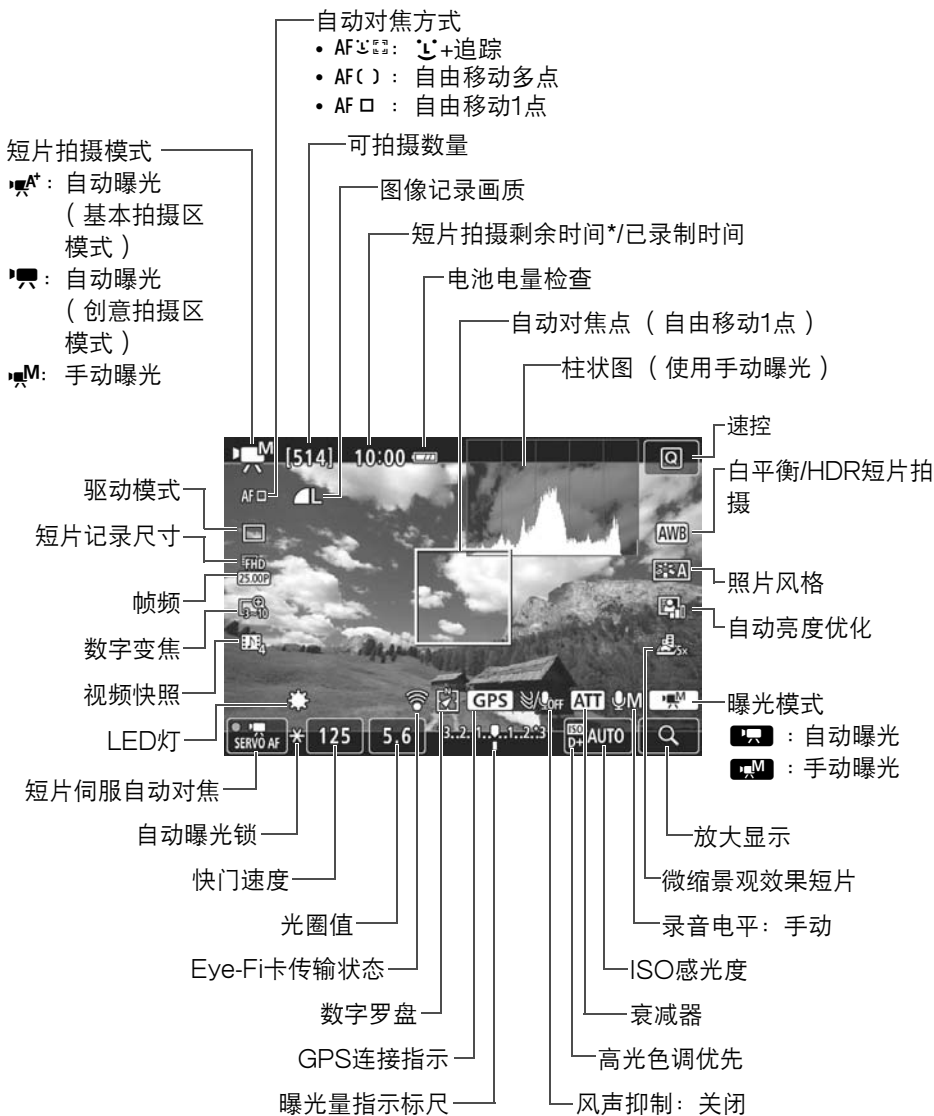 自动对焦方式
• AF: +追踪
• AF( ) : 自由移动多点
• AF □ : 自由移动1点
可拍摄数量
图像记录画质
短片拍摄剩余时间*/已录制时间
电池电量检查
自动对焦点 (自由移动1点)
柱状图 (使用手动曝光)
短片拍摄模式
A+: 自动曝光
(基本拍摄区
模式)
: 自动曝光
(创意拍摄区
模式)
M: 手动曝光
速控
白平衡/HDR短片拍
摄
照片风格
自动亮度优化
曝光模式
: 自动曝光
M : 手动曝光
放大显示
微缩景观效果短片
录音电平: 手动
ISO感光度
衰减器
高光色调优先
风声抑制: 关闭
驱动模式
短片记录尺寸
帧频
数字变焦
视频快照
LED灯
短片伺服自动对焦
自动曝光锁
快门速度
光圈值
Eye-Fi卡传输状态
数字罗盘
GPS连接指示
曝光量指示标尺
M [514] 10:00
Q
AF □
L
AWB
FHD
25.00P
A
3-10
4
5x
GPS
OFF
ATT
M
M
SERVO AF
125
5.6
3..2..1..▼..1..2..3
ISO
D+
AUTO